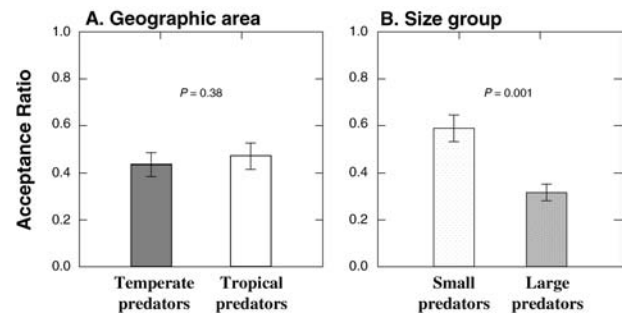 A. Geographic area
B. Size group
Acceptance Ratio
1.0
0.8
0.6
0.4
0.2
0.0
P = 0.38
Temperate predators
Tropical predators
1.0
0.8
0.6
0.4
0.2
0.0
P = 0.001
Small predators
Large predators